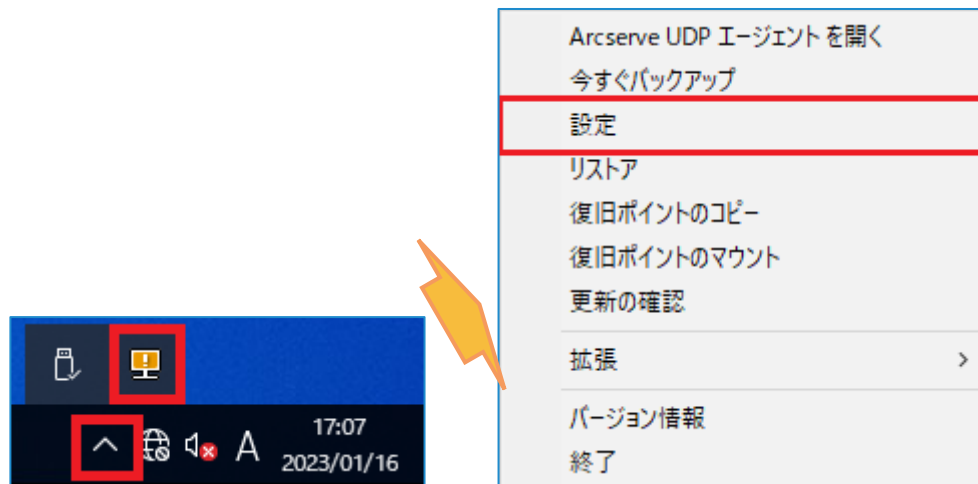 Arcserve UDP エージェント を開く
今すぐバックアップ
設定
リストア
復旧ポイントのコピー
復旧ポイントのマウント
更新の確認
拡張
バージョン情報
終了
A
17:07
2023/01/16